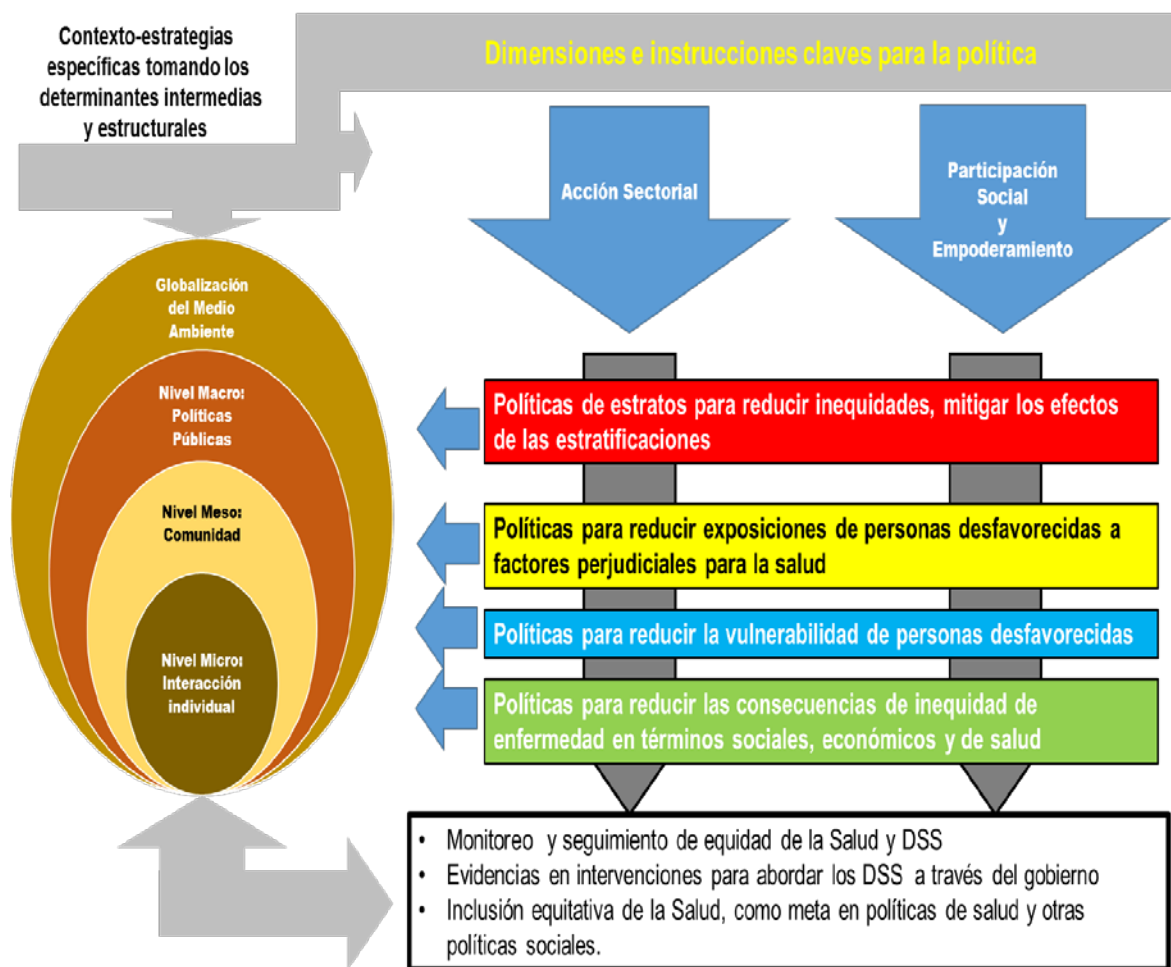 Contexto-estrategias
específicas tomando los
determinantes intermedias
y estructurales
Dimensiones e instrucciones claves para la política
Acción Sectorial
Participación
Social
y
Empoderamiento
Globalización
del Medio
Ambiente
Nivel Macro:
Políticas
Públicas
Nivel Meso:
Comunidad
Nivel Micro:
Interacción
individual
Políticas de estratos para reducir inequidades, mitigar los efectos
de las estratificaciones
Políticas para reducir exposiciones de personas desfavorecidas a
factores perjudiciales para la salud
Políticas para reducir la vulnerabilidad de personas desfavorecidas
Políticas para reducir las consecuencias de inequidad de
enfermedad en términos sociales, económicos y de salud
• Monitoreo y seguimiento de equidad de la Salud y DSS
• Evidencias en intervenciones para abordar los DSS a través del gobierno
• Inclusión equitativa de la Salud, como meta en políticas de salud y otras
políticas sociales.